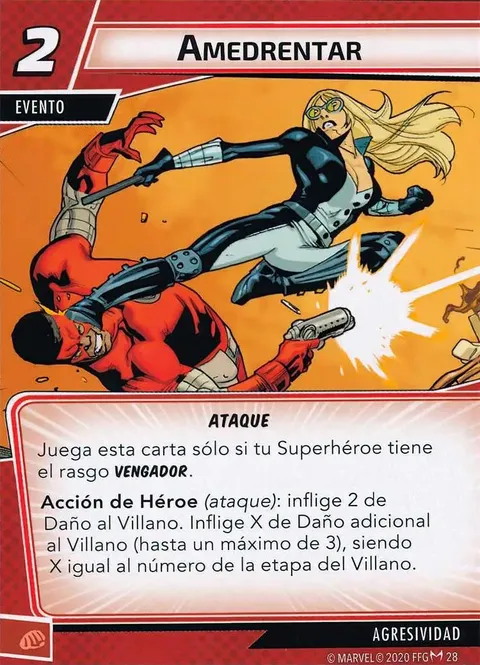 2
AMEDRENTAR
EVENTO
ATAQUE
Juega esta carta sólo si tu Superhéroe tiene
el rasgo VENGADOR.
Acción de Héroe (ataque): inflige 2 de
Daño al Villano. Inflige X de Daño adicional
al Villano (hasta un máximo de 3), siendo
X igual al número de la etapa del Villano.
AGRESIVIDAD
© MARVEL © 2020 FFG 28